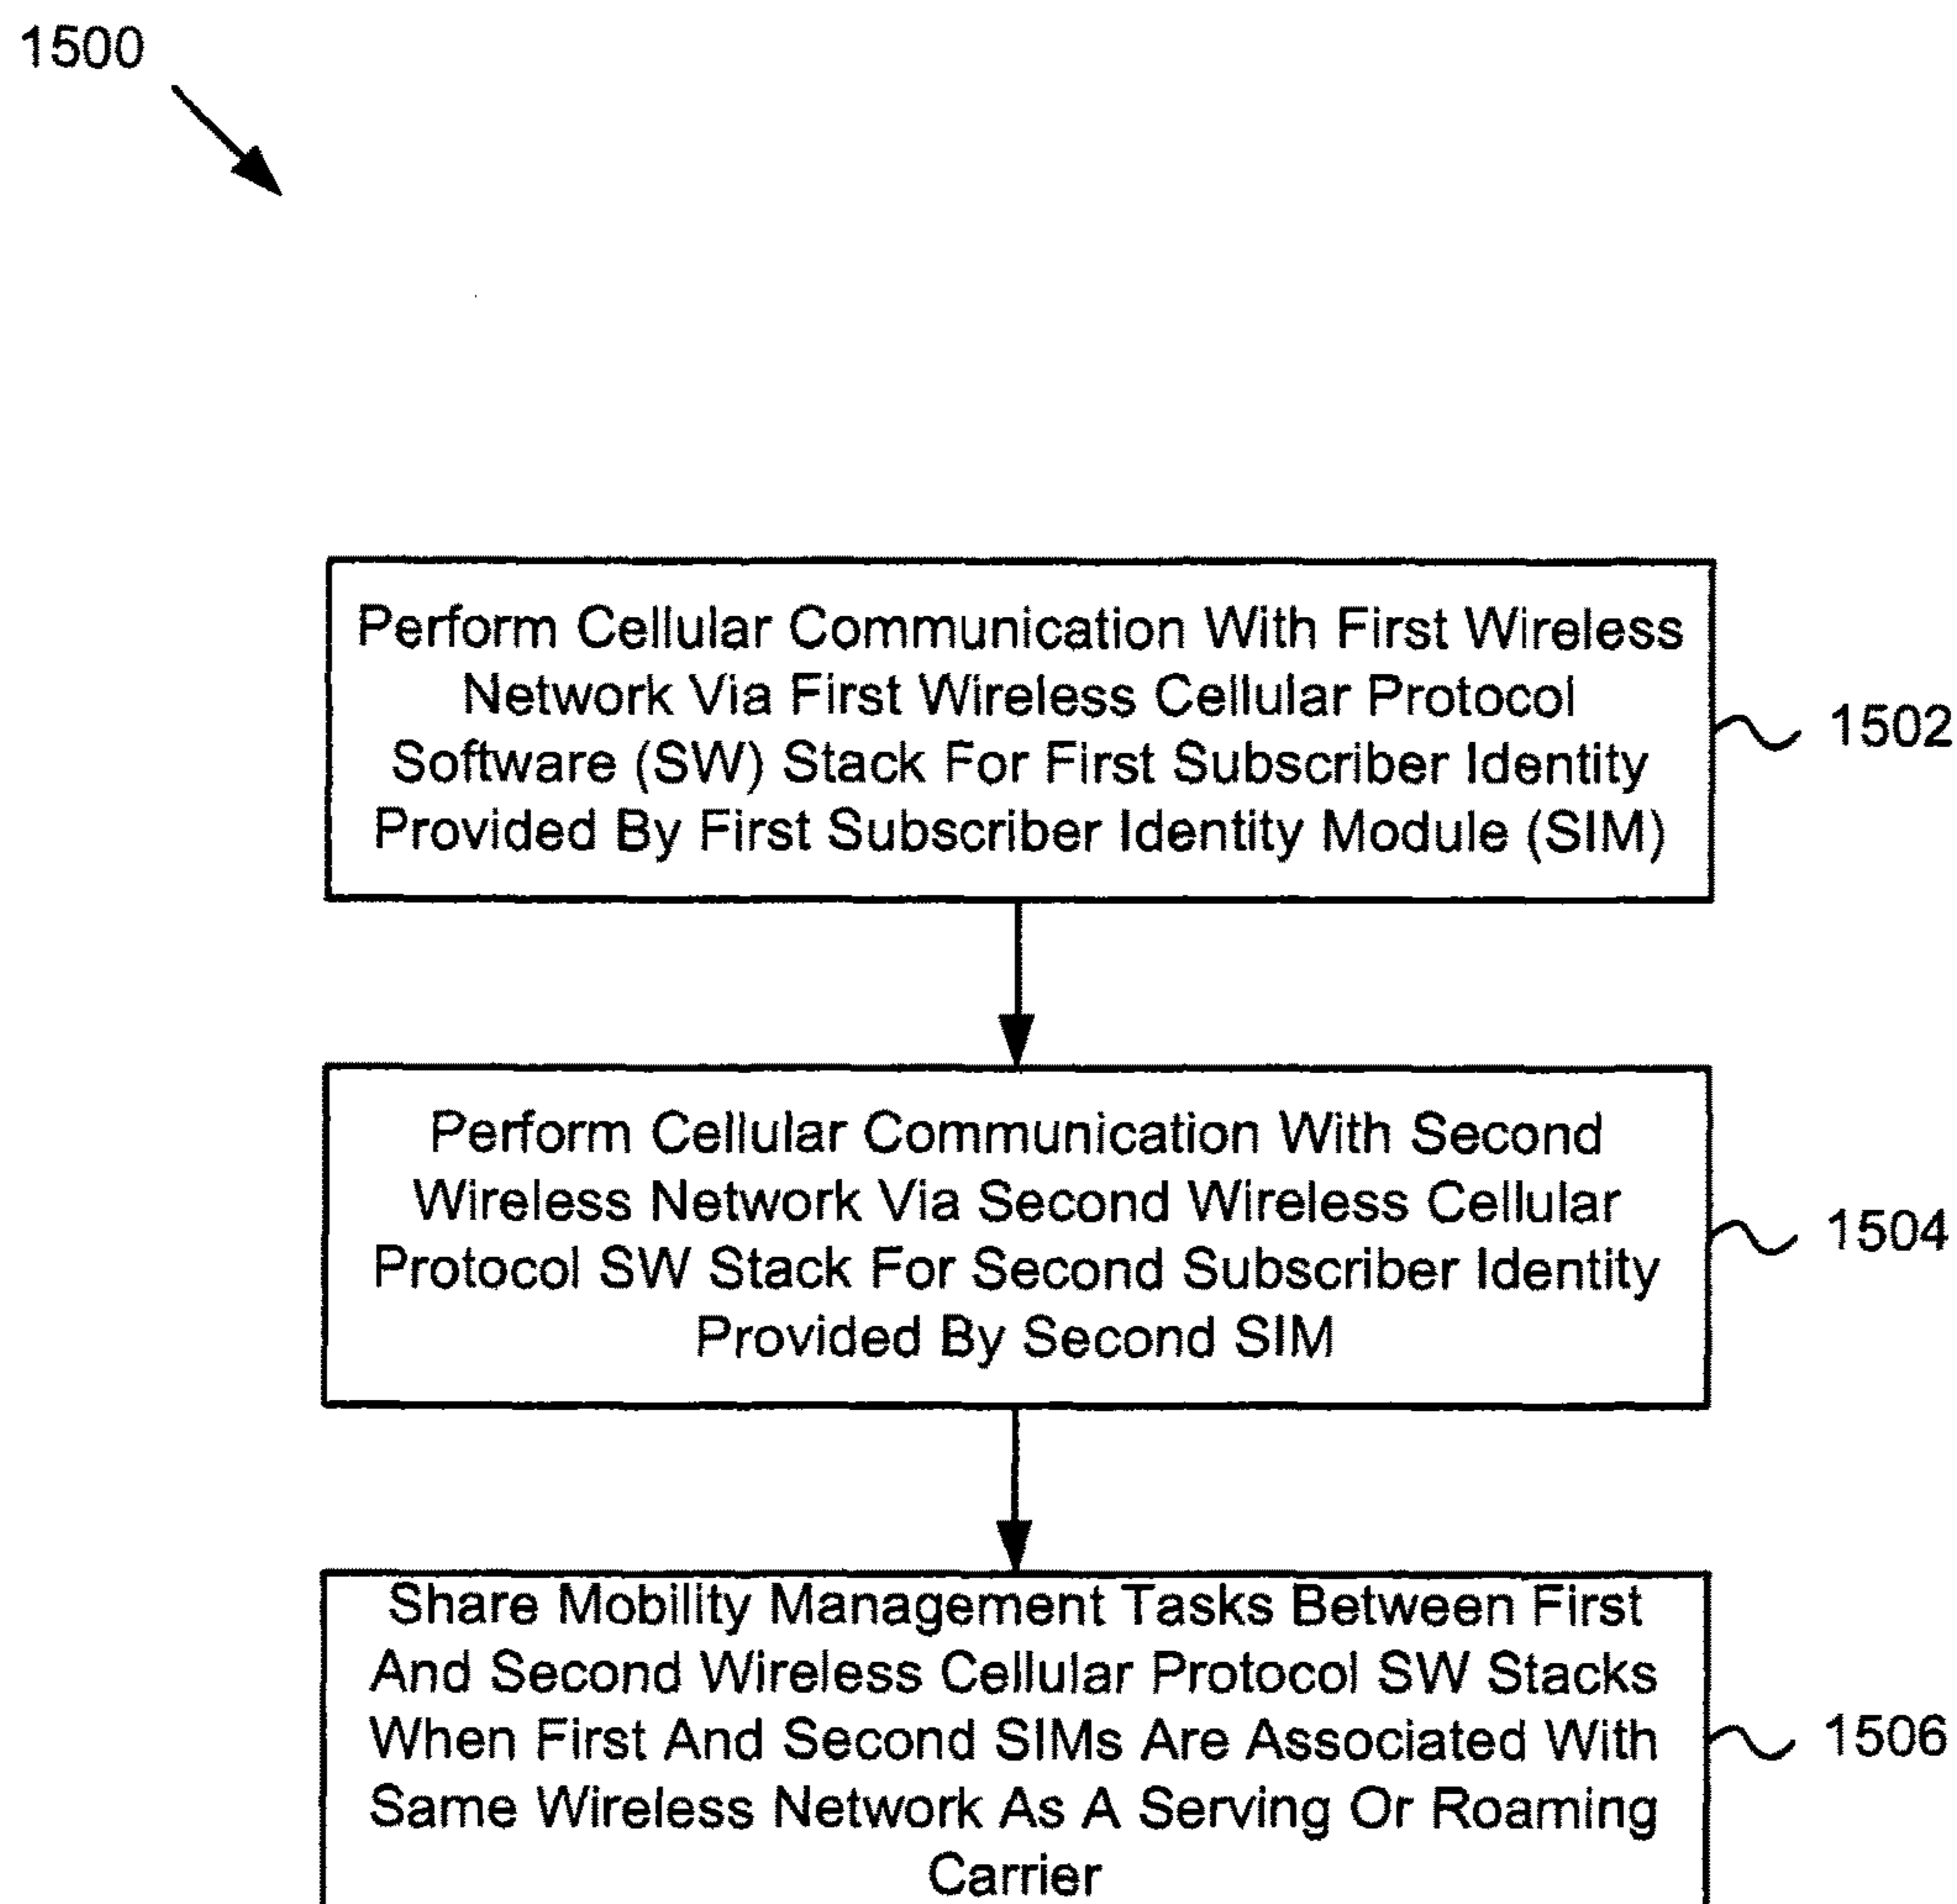 1500
Perform Cellular Communication With First Wireless
Network Via First Wireless Cellular Protocol
Software (SW) Stack For First Subscriber Identity
Provided By First Subscriber Identity Module (SIM)
1502
Perform Cellular Communication With Second
Wireless Network Via Second Wireless Cellular
Protocol SW Stack For Second Subscriber Identity
Provided By Second SIM
1504
Share Mobility Management Tasks Between First
And Second Wireless Cellular Protocol SW Stacks
When First And Second SIMs Are Associated With
Same Wireless Network As A Serving Or Roaming
Carrier
1506